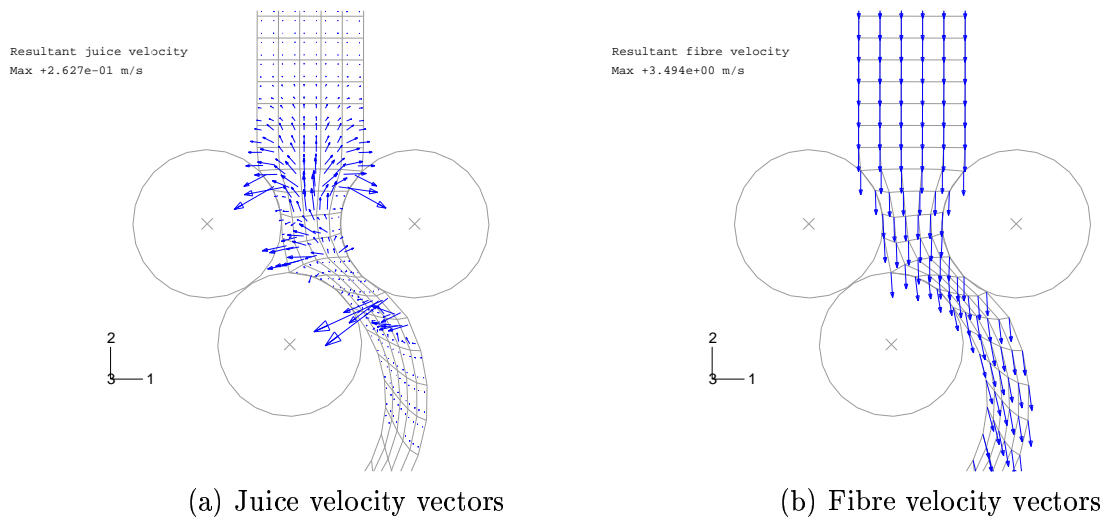 Resultant juice velocity
Max +2.627e-01 m/s
2
3 1
(a) Juice velocity vectors
Resultant fibre velocity
Max +3.494e+00 m/s
2
3 1
(b) Fibre velocity vectors